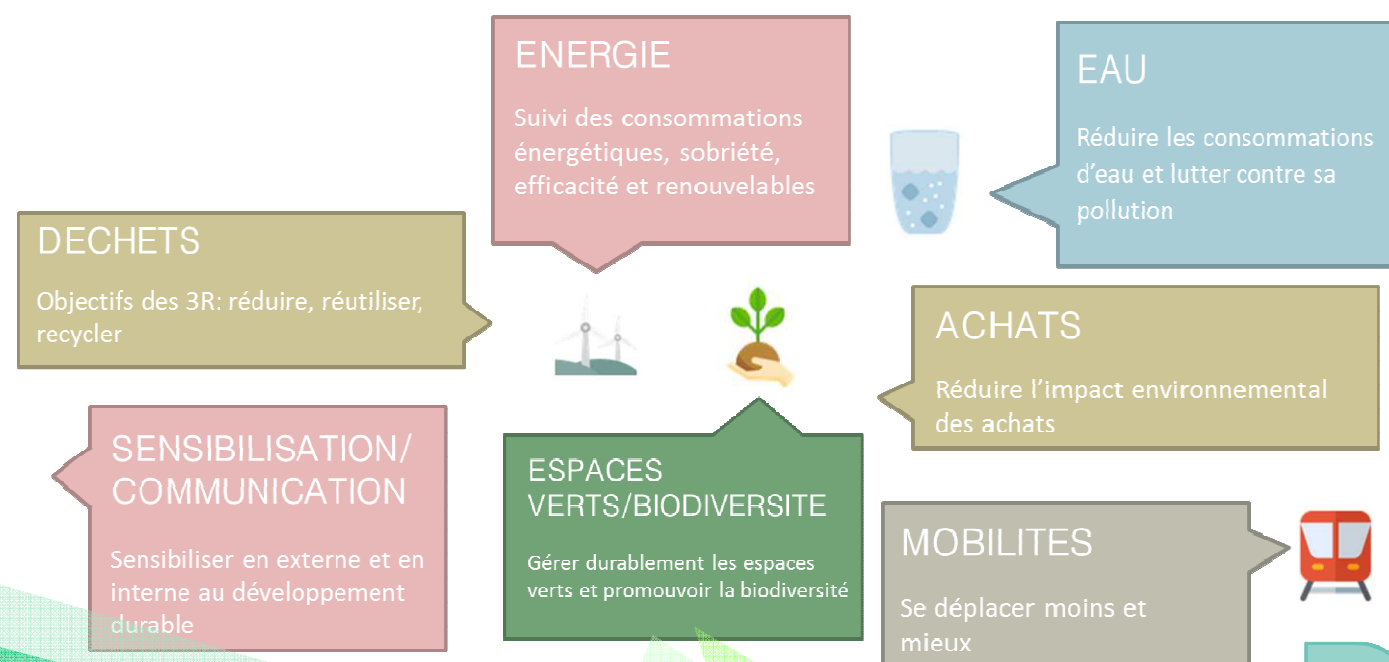 ENERGIE
Suivi des consommations
énergétiques, sobriété,
efficacité et renouvelables
EAU
Réduire les consommations
d’eau et lutter contre sa
pollution
DECHETS
Objectifs des 3R: réduire, réutiliser,
recycler
ACHATS
Réduire l’impact environnemental
des achats
SENSIBILISATION/
COMMUNICATION
Sensibiliser en externe et en
interne au développement
durable
ESPACES
VERTS/BIODIVERSITE
Gérer durablement les espaces
verts et promouvoir la biodiversité
MOBILITES
Se déplacer moins et
mieux